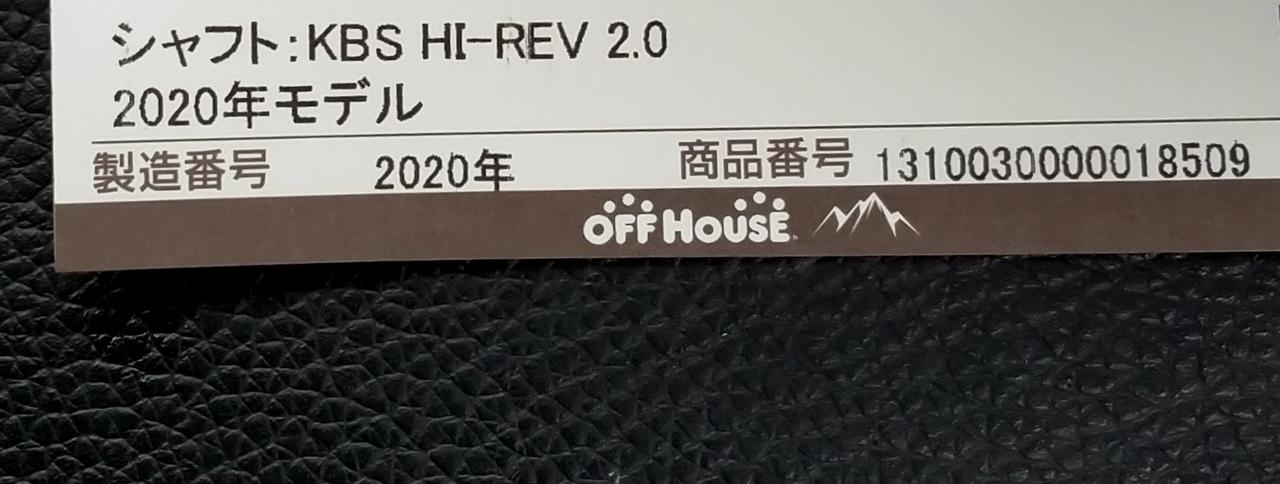 シャフト:KBS HI-REV 2.0
2020年モデル
製造番号 2020年 商品番号 1310030000018509
OFF HOUSE